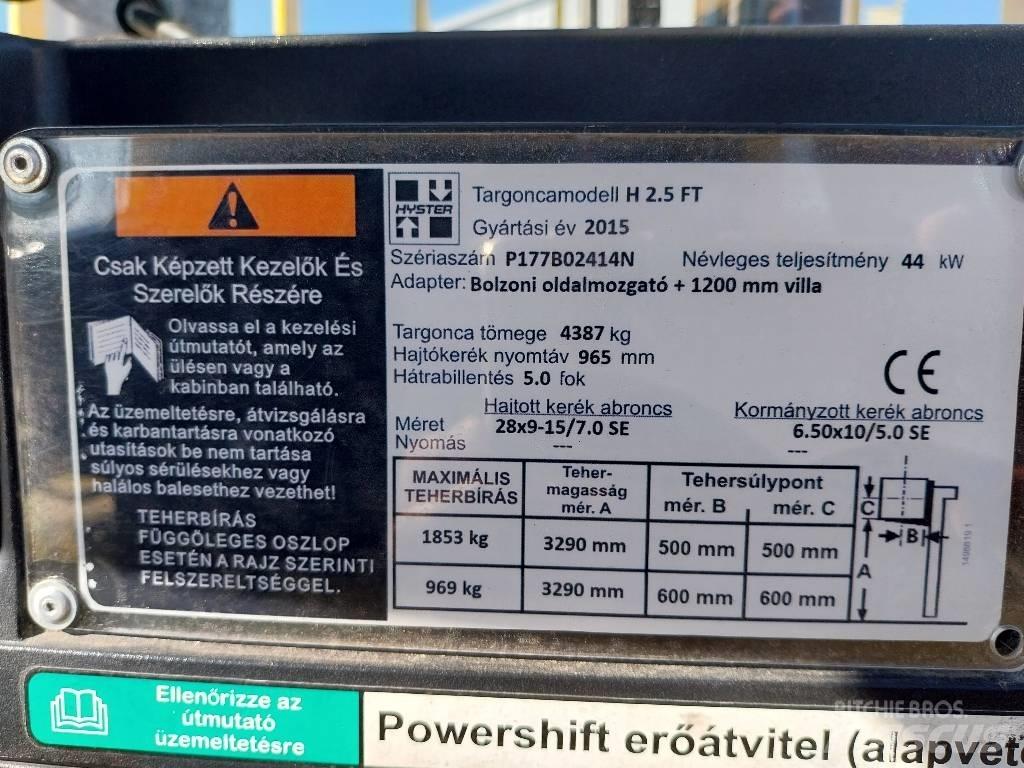 Csak Képzett Kezelők És
Szerelők Részére
Olvassa el a kezelési
útmutatót, amely az
ülésen vagy a
kabinban található.
Az üzemeltetésre, átvizsgálásra
és karbantartásra vonatkozó
utasítások be nem tartása
súlyos sérülésekhez vagy
halálos balesethez vezethet!
TEHERBÍRÁS
FÜGGŐLEGES OSZLOP
ESETÉN A RAJZ SZERINTI
FELSZERELTSÉGGEL.
HYSTER
Targoncamodell H 2.5 FT
Gyártási év 2015
Szériaszám P177B02414N Névleges teljesítmény 44 kW
Adapter: Bolzoni oldalmozgató + 1200 mm villa
Targonca tömege 4387 kg
Hajtókerék nyomtáv 965 mm
Hátrabillentés 5.0 fok
CE
Hajtott kerék abroncs Kormányzott kerék abroncs
Méret 28x9-15/7.0 SE 6.50x10/5.0 SE
Nyomás --- ---
MAXIMÁLIS TEHERBÍRÁS
Teher-
magasság
mér. A
Tehersúlypont
mér. B mér. C
1853 kg 3290 mm 500 mm 500 mm
969 kg 3290 mm 600 mm 600 mm
C
B
A
1496619 1
Ellenőrizze az
útmutató
üzemeltetésre
Powershift erőátvitel (alapvető
RITCHIE BROS